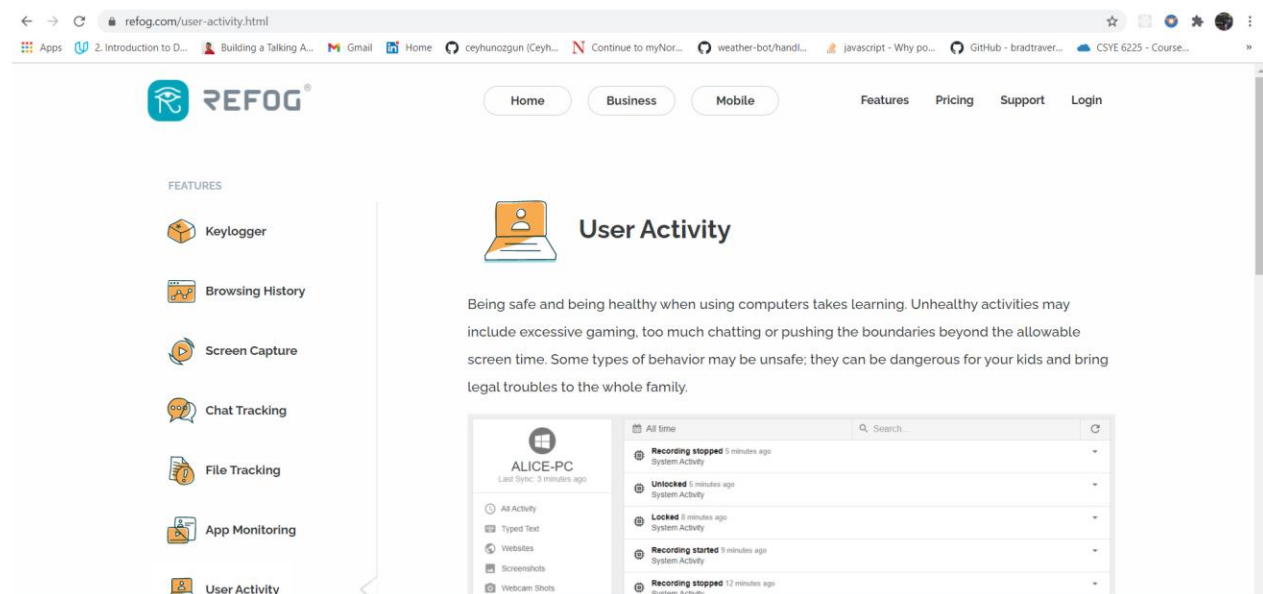 refog.com/user-activity.html
Apps 2. Introduction to D... Building a Talking A... Gmail Home ceyhunozgun (Ceyh... Continue to myNor... weather-bot/handl... javascript - Why po... GitHub - bradtraver... CSYE 6225 - Course... »
REFOG®
Home Business Mobile Features Pricing Support Login
FEATURES
Keylogger
Browsing History
Screen Capture
Chat Tracking
File Tracking
App Monitoring
User Activity
User Activity
Being safe and being healthy when using computers takes learning. Unhealthy activities may
include excessive gaming, too much chatting or pushing the boundaries beyond the allowable
screen time. Some types of behavior may be unsafe; they can be dangerous for your kids and bring
legal troubles to the whole family.
ALICE-PC
Last Sync: 3 minutes ago
All Activity
Typed Text
Websites
Screenshots
Webcam Shots
All time Search...
Recording stopped 5 minutes ago
System Activity
Unlocked 5 minutes ago
System Activity
Locked 8 minutes ago
System Activity
Recording started 9 minutes ago
System Activity
Recording stopped 12 minutes ago
System Activity